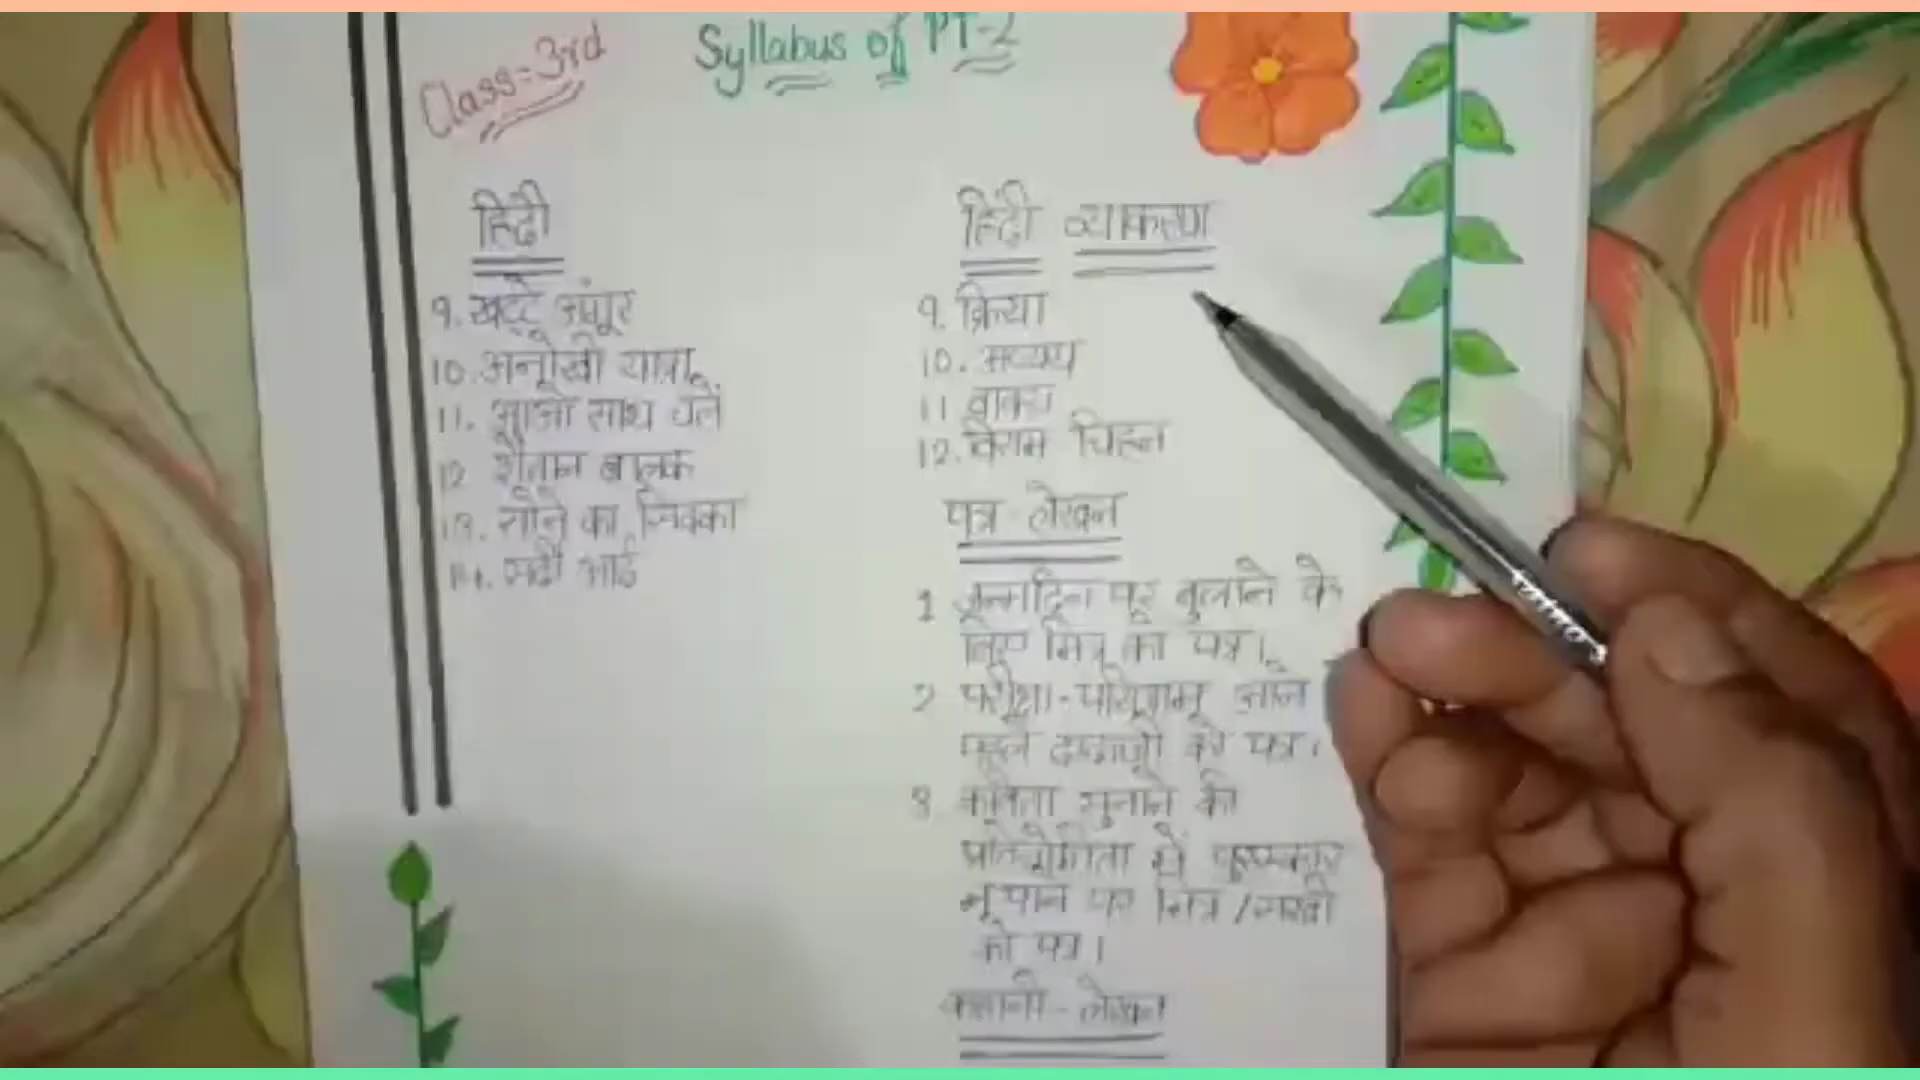 Class = 3rd
Syllabus of PT-2
हिंदी
9. खट्टे अंगूर
10. अनोखी यात्रा
11. आओ साथ चलें
12 शैतान बालक
13. सोने का सिक्का
14. सर्दी आई
हिंदी व्याकरण
9. क्रिया
10. अव्यय
11 वाक्य
12. विराम चिह्न
पत्र - लेखन
1 जन्मदिन पर बुलाने के
लिए मित्र को पत्र।
2 परीक्षा - परिणाम आने
पहले को पत्र।
3 कविता सुनाने की
प्रतियोगिता में पुरस्कार
न पाने पर मित्र / सखी
को पत्र।
कहानी - लेखन